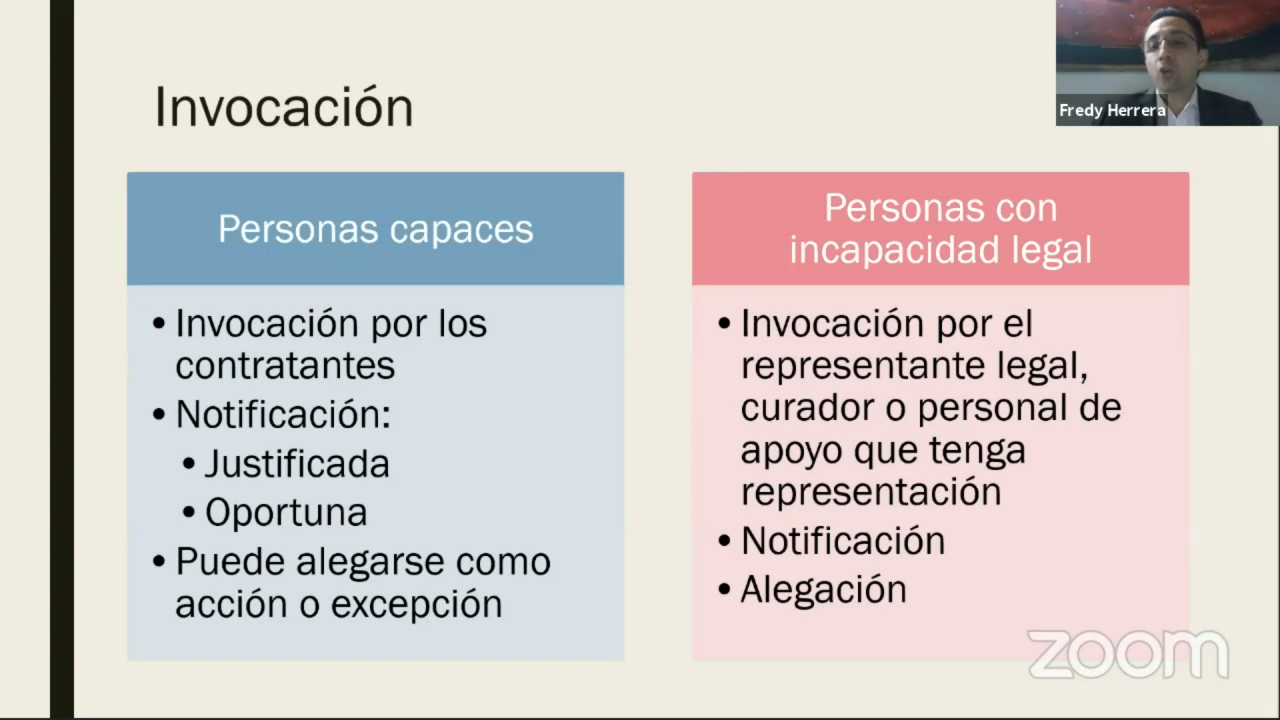 Invocación
Fredy Herrera
Personas capaces
• Invocación por los
contratantes
• Notificación:
• Justificada
• Oportuna
• Puede alegarse como
acción o excepción
Personas con
incapacidad legal
• Invocación por el
representante legal,
curador o personal de
apoyo que tenga
representación
• Notificación
• Alegación
zoom